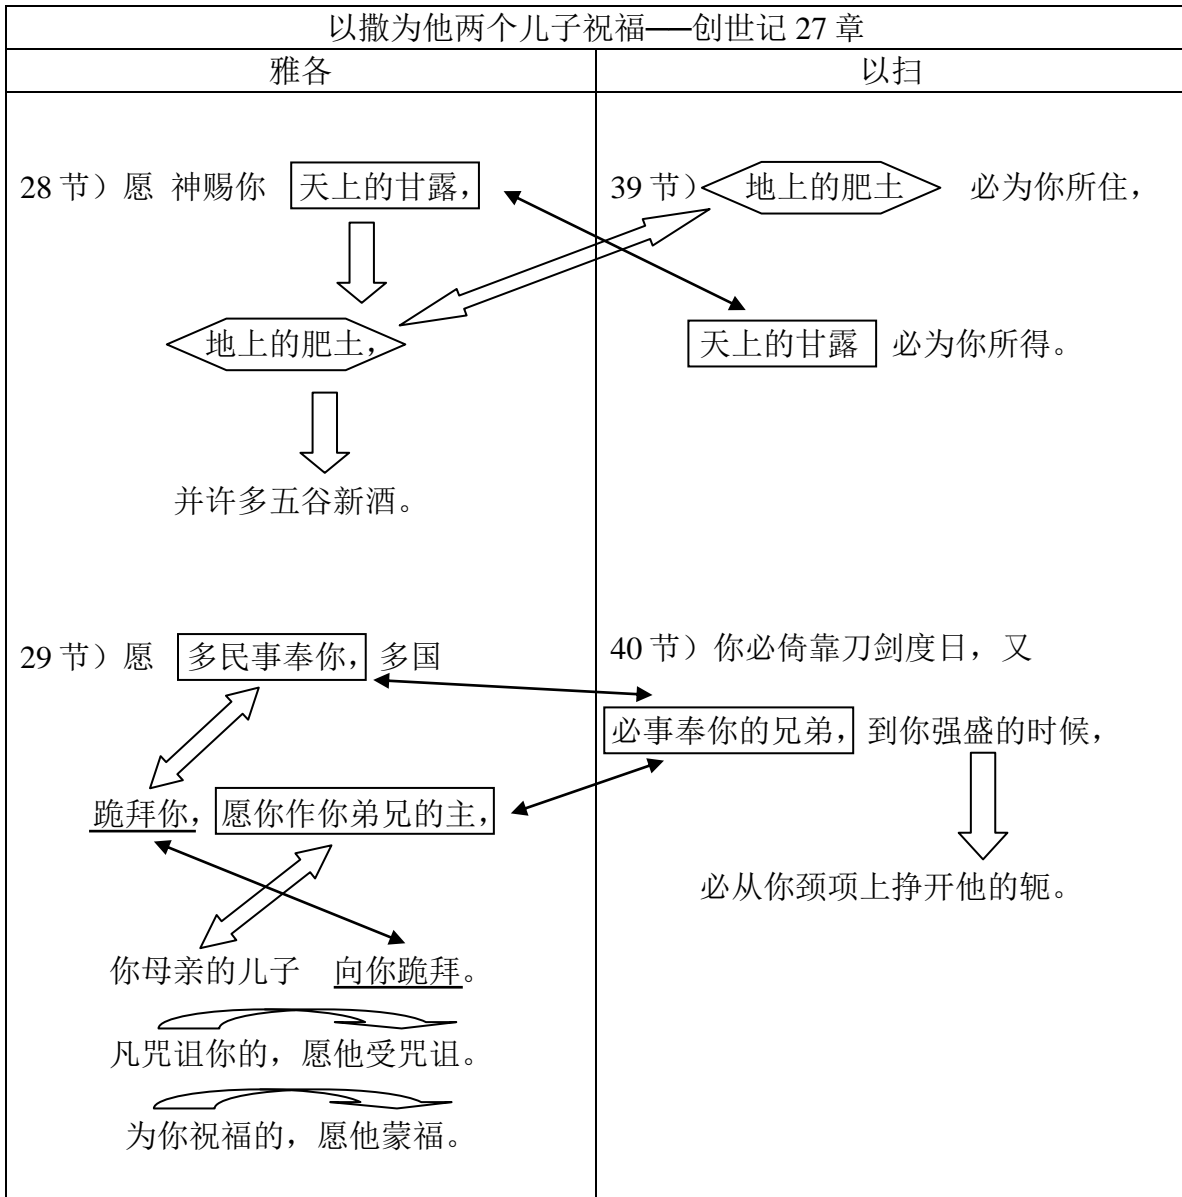 以撒为他两个儿子祝福──创世记 27 章
雅各
以扫
28 节）愿 神赐你 天上的甘露，
地上的肥土，
并许多五谷新酒。
29 节）愿 多民事奉你， 多国
跪拜你， 愿你作你弟兄的主，
你母亲的儿子 向你跪拜。
凡咒诅你的，愿他受咒诅。
为你祝福的，愿他蒙福。
39 节） 地上的肥土 必为你所住，
天上的甘露 必为你所得。
40 节）你必倚靠刀剑度日，又
必事奉你的兄弟， 到你强盛的时候，
必从你颈项上挣开他的轭。